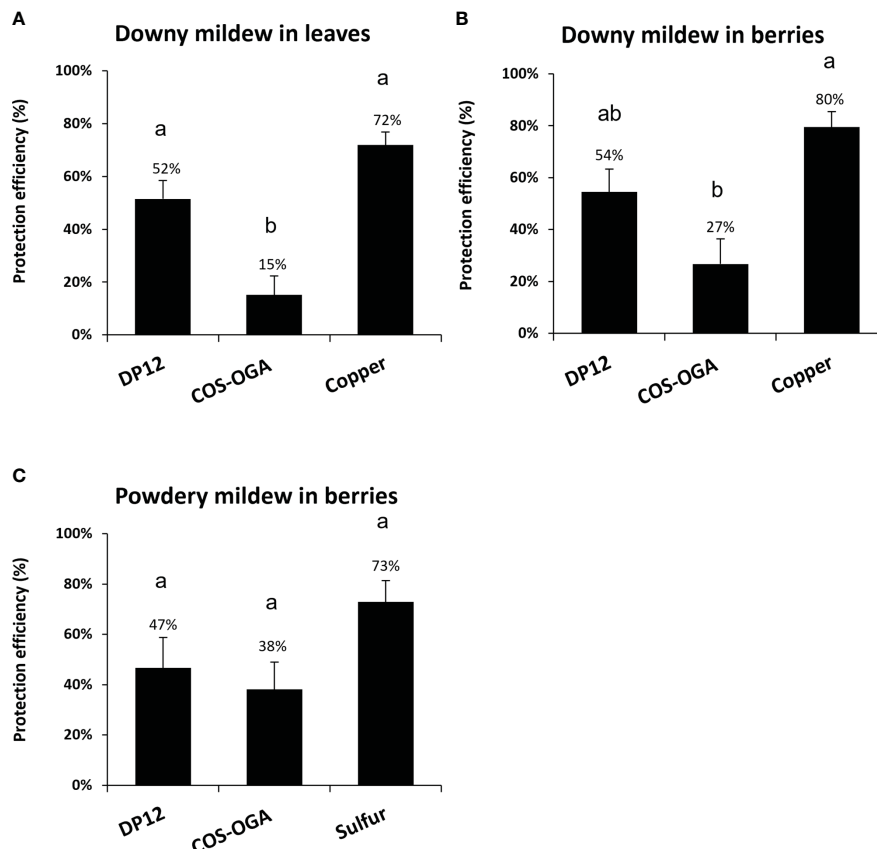 A
Downy mildew in leaves
Protection efficiency (%)
100%
80%
60%
40%
20%
0%
a
52%
b
15%
a
72%
DP12
COS-OGA
Copper
B
Downy mildew in berries
Protection efficiency (%)
100%
80%
60%
40%
20%
0%
ab
54%
b
27%
a
80%
DP12
COS-OGA
Copper
C
Powdery mildew in berries
Protection efficiency (%)
100%
80%
60%
40%
20%
0%
a
47%
a
38%
a
73%
DP12
COS-OGA
Sulfur